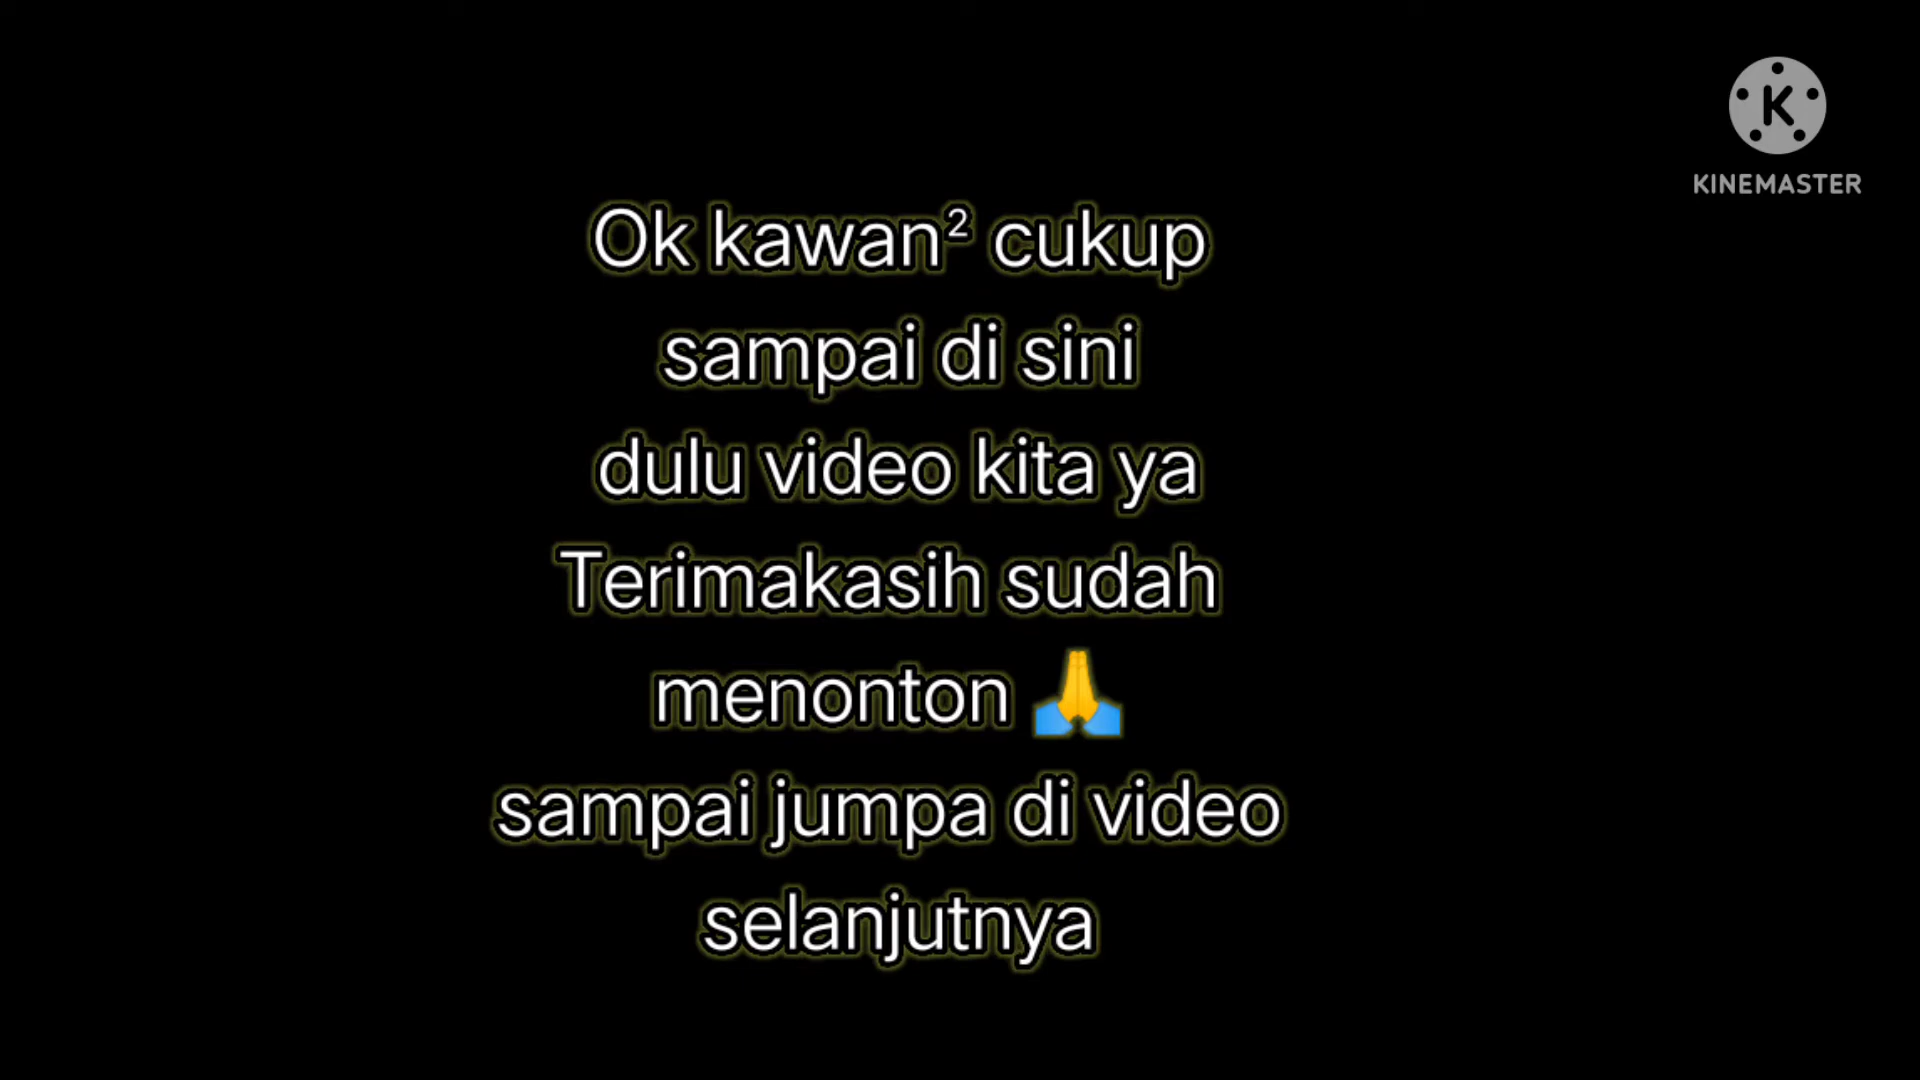 KINEMASTER
Ok kawan² cukup
sampai di sini
dulu video kita ya
Terimakasih sudah
menonton 🙏
sampai jumpa di video
selanjutnya